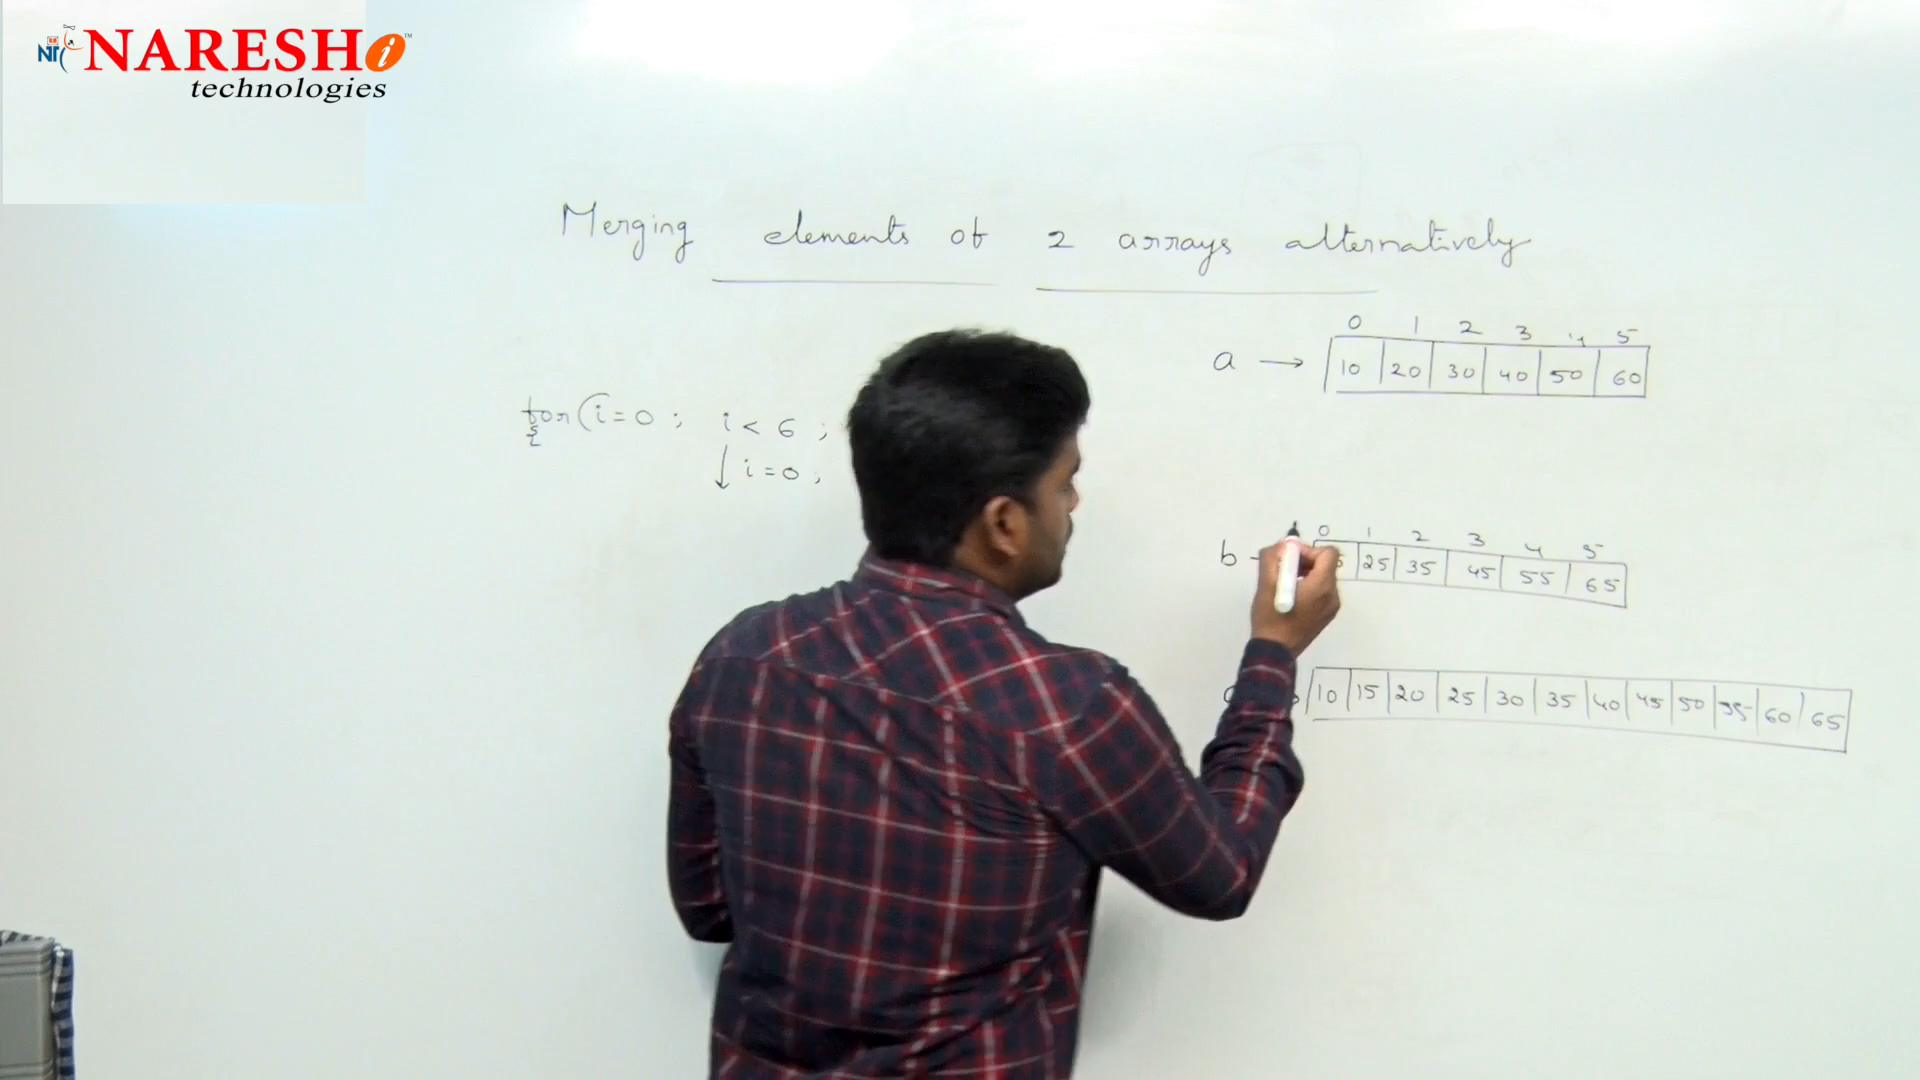 NARESH i ™
technologies
Merging elements of 2 arrays alternatively
0 1 2 3 4 5
a → 10 20 30 40 50 60
for(i=0; i<6;
{
↓ i=0;
0 1 2 3 4 5
b 25 35 45 55 65
10 15 20 25 30 35 40 45 50 55 60 65